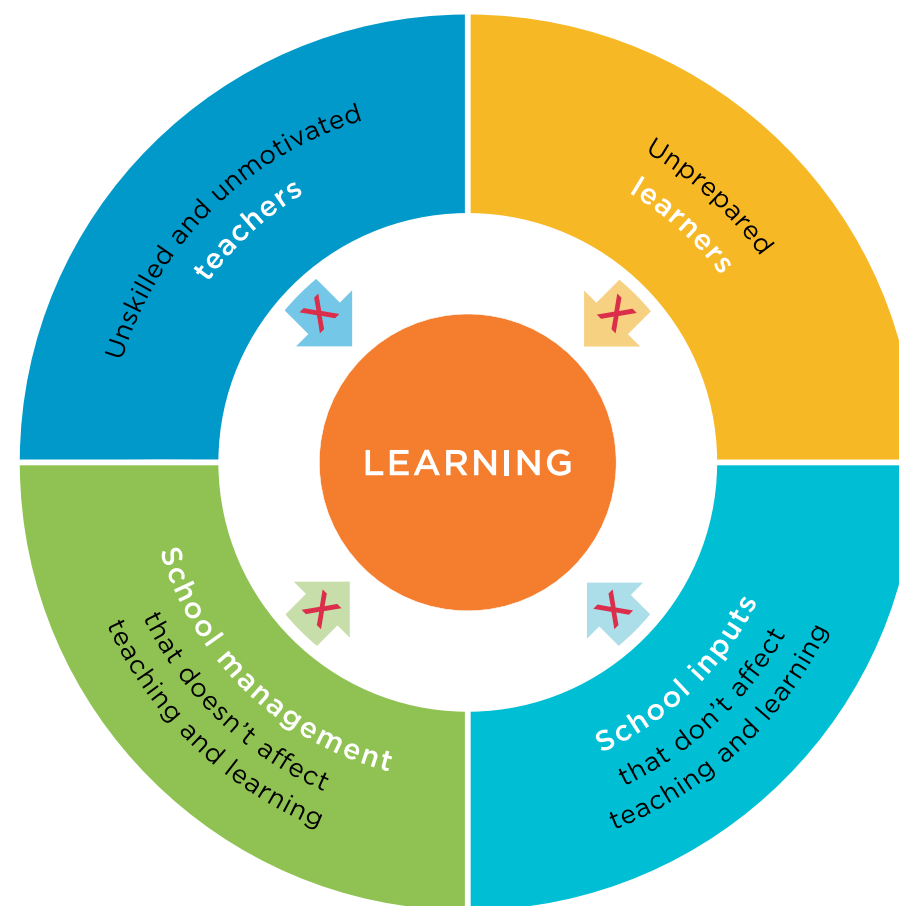 Unskilled and unmotivated
teachers
Unprepared
learners
LEARNING
School management
that doesn't affect
teaching and learning
School inputs
that don't affect
teaching and learning